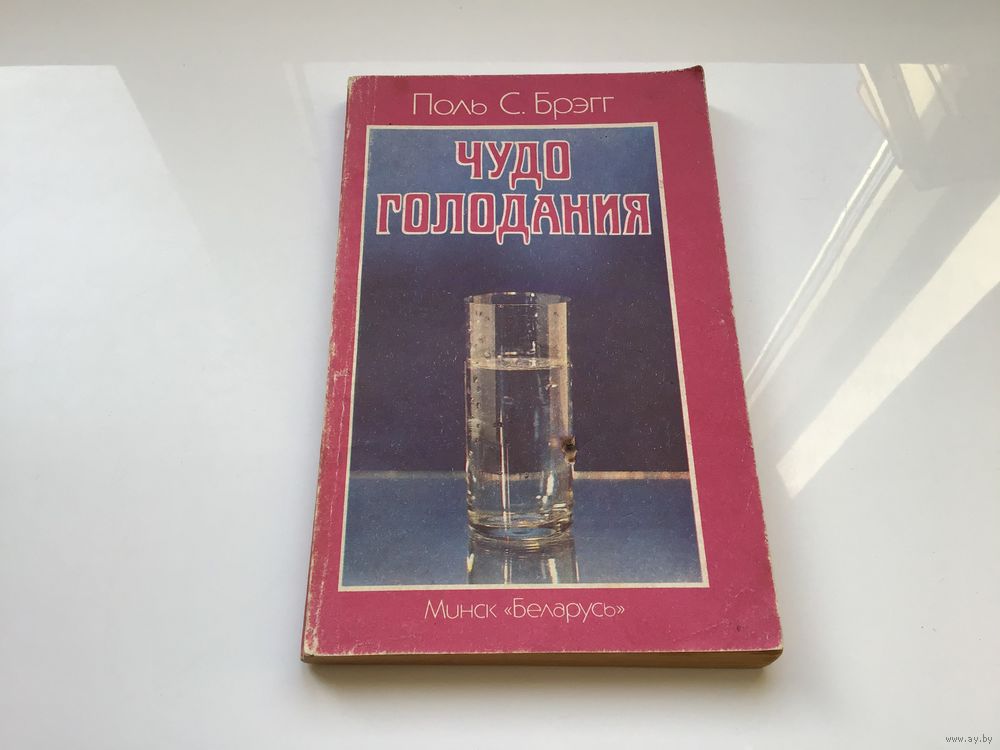 Поль С. Брэгг
ЧУДО
ГОЛОДАНИЯ
Минск «Беларусь»
www.ay.by